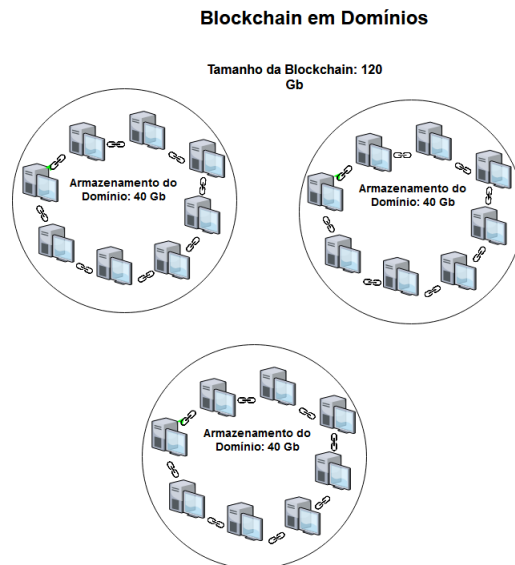 Blockchain em Domínios
Tamanho da Blockchain: 120
Gb
Armazenamento do
Domínio: 40 Gb
Armazenamento do
Domínio: 40 Gb
Armazenamento do
Domínio: 40 Gb